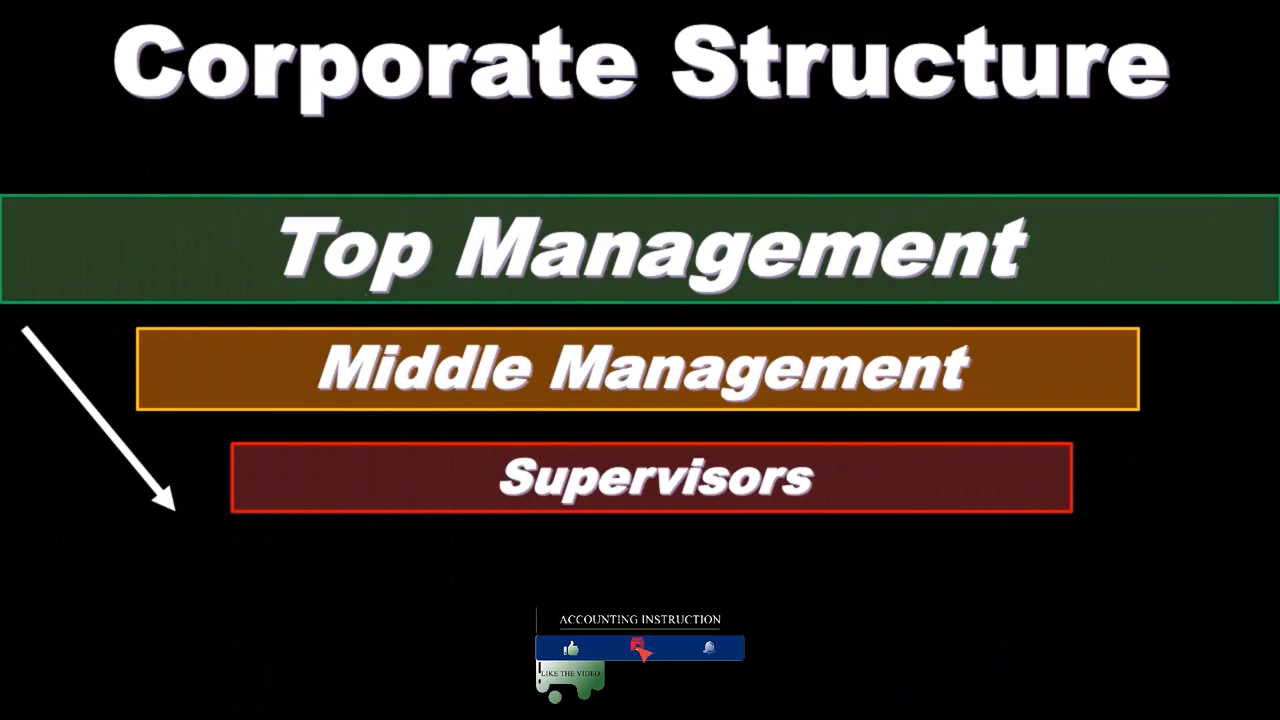 Corporate Structure
Top Management
Middle Management
Supervisors
ACCOUNTING INSTRUCTION
LIKE THE VIDEO